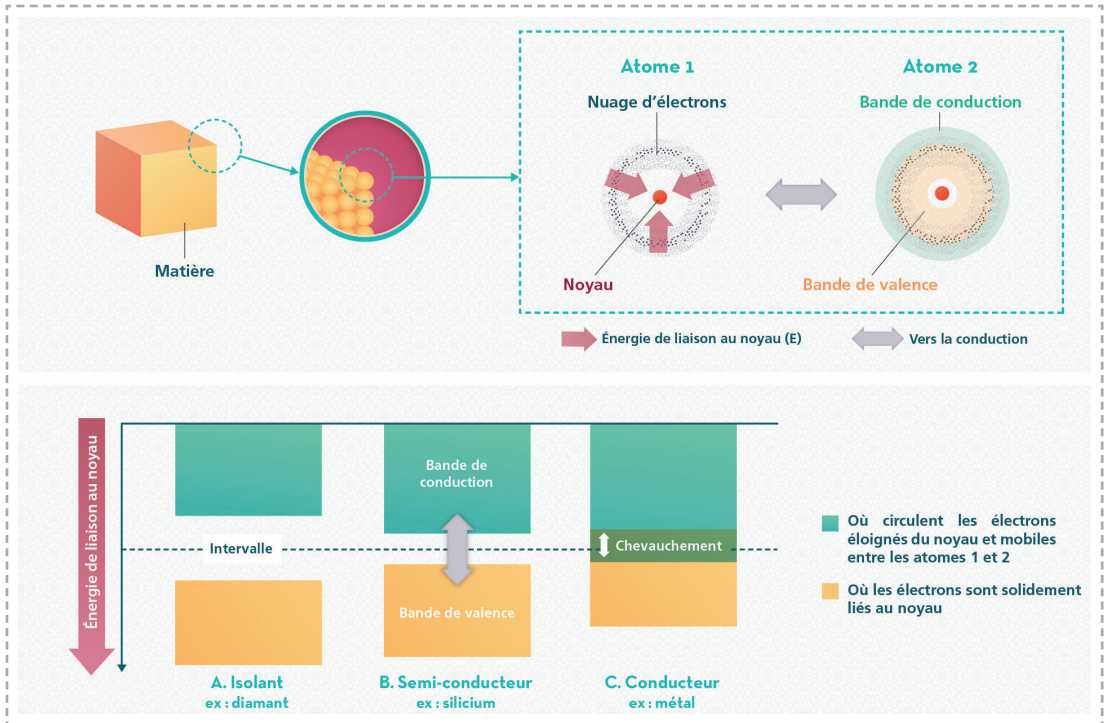 Atome 1
Atome 2
Nuage d'électrons
Bande de conduction
Matière
Noyau
Bande de valence
Énergie de liaison au noyau (E)
Vers la conduction
Énergie de liaison au noyau
Bande de
conduction
Intervalle
Chevauchement
Bande de valence
Où circulent les électrons
éloignés du noyau et mobiles
entre les atomes 1 et 2
Où les électrons sont solidement
liés au noyau
A. Isolant
ex : diamant
B. Semi-conducteur
ex : silicium
C. Conducteur
ex : métal